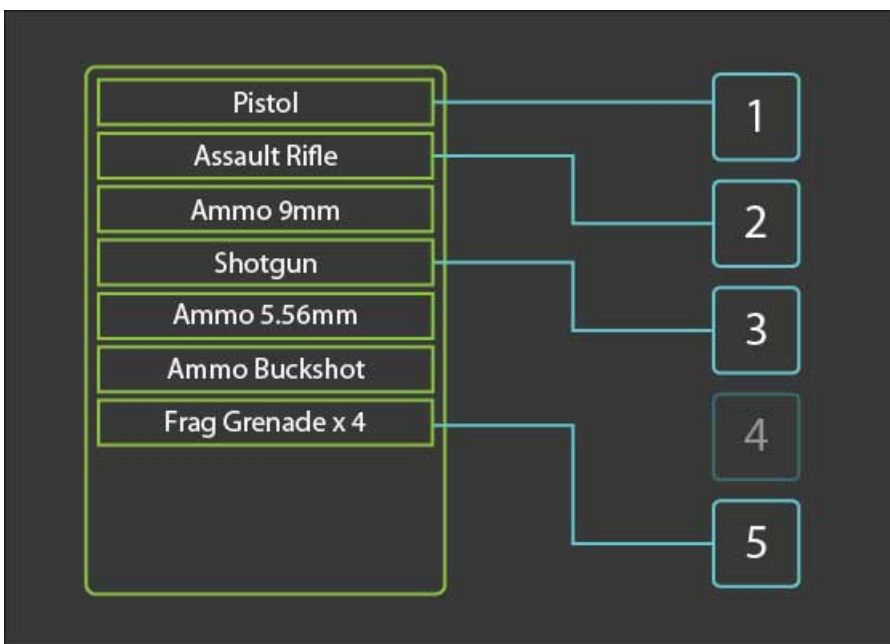 Pistol
Assault Rifle
Ammo 9mm
Shotgun
Ammo 5.56mm
Ammo Buckshot
Frag Grenade x 4
1
2
3
4
5